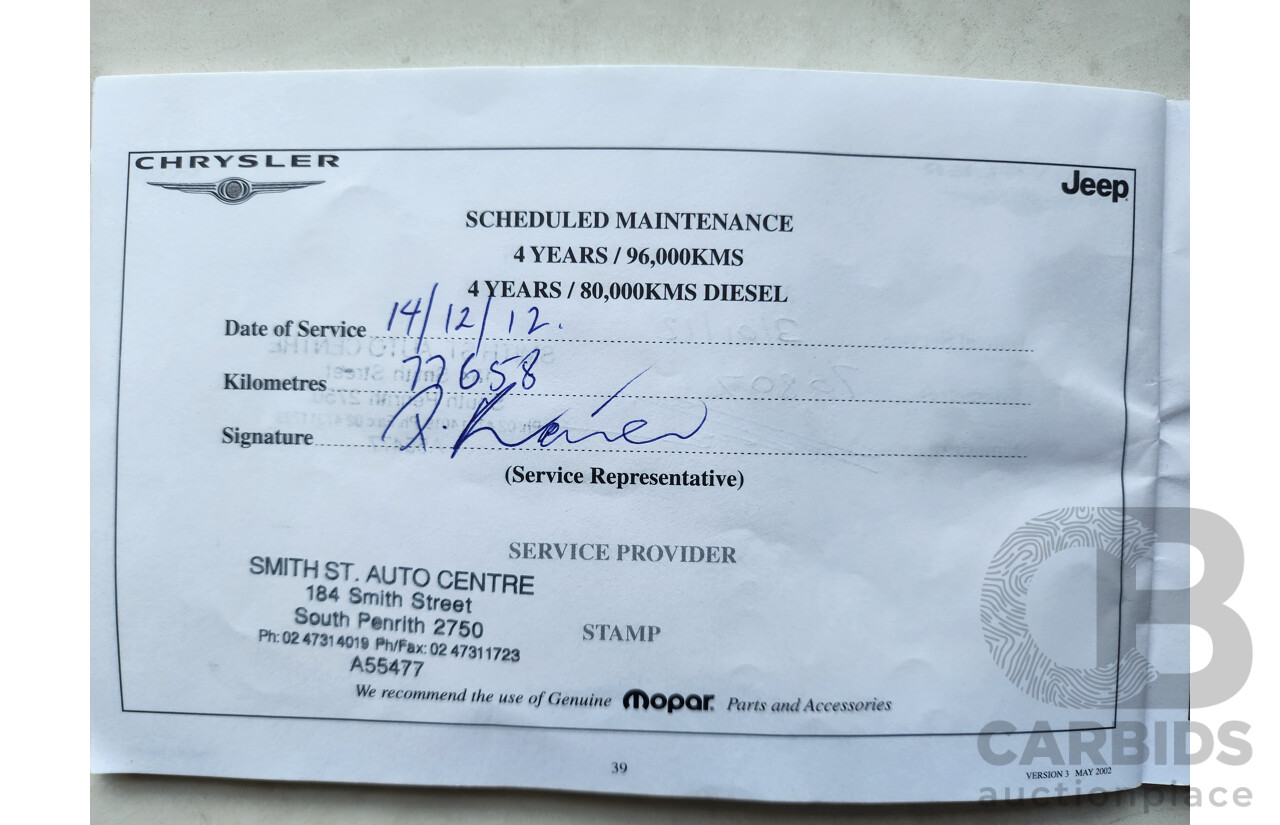 CHRYSLER
Jeep
SCHEDULED MAINTENANCE
4 YEARS / 96,000KMS
4 YEARS / 80,000KMS DIESEL
Date of Service 14/12/12.
Kilometres 77658
Signature
(Service Representative)
SERVICE PROVIDER
SMITH ST. AUTO CENTRE
184 Smith Street
South Penrith 2750
Ph: 02 47314019 Ph/Fax: 02 47311723
A55477
STAMP
We recommend the use of Genuine Mopar. Parts and Accessories
39
VERSION 3 MAY 2002
CARBIDS
auctionplace